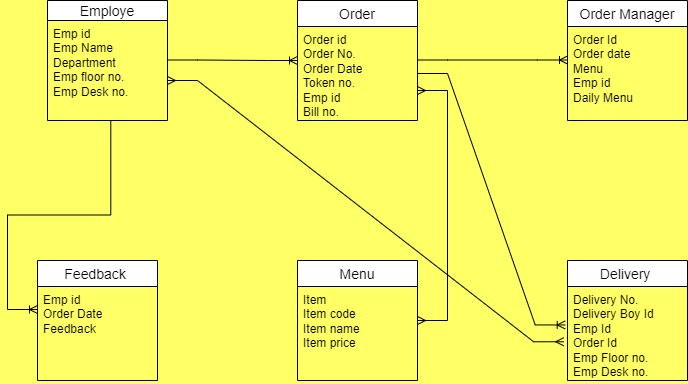 Employe
Emp id
Emp Name
Department
Emp floor no.
Emp Desk no.
Order
Order id
Order No.
Order Date
Token no.
Emp id
Bill no.
Order Manager
Order Id
Order date
Menu
Emp id
Daily Menu
Feedback
Emp id
Order Date
Feedback
Menu
Item
Item code
Item name
Item price
Delivery
Delivery No.
Delivery Boy Id
Emp Id
Order Id
Emp Floor no.
Emp Desk no.